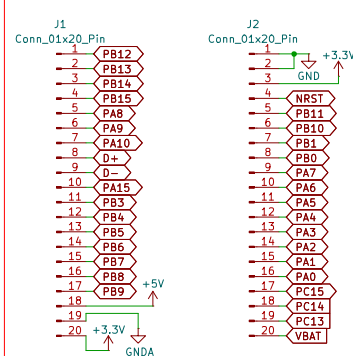 J1
Conn_01x20_Pin
1 PB12
2 PB13
3 PB14
4 PB15
5 PA8
6 PA9
7 PA10
8 D+
9 D-
10 PA15
11 PB3
12 PB4
13 PB5
14 PB6
15 PB7
16 PB8
17 PB9
18 +5V
19 GNDA
20 +3.3V
J2
Conn_01x20_Pin
1
2 GND
3 +3.3V
4 NRST
5 PB11
6 PB10
7 PB1
8 PB0
9 PA7
10 PA6
11 PA5
12 PA4
13 PA3
14 PA2
15 PA1
16 PA0
17 PC15
18 PC14
19 PC13
20 VBAT